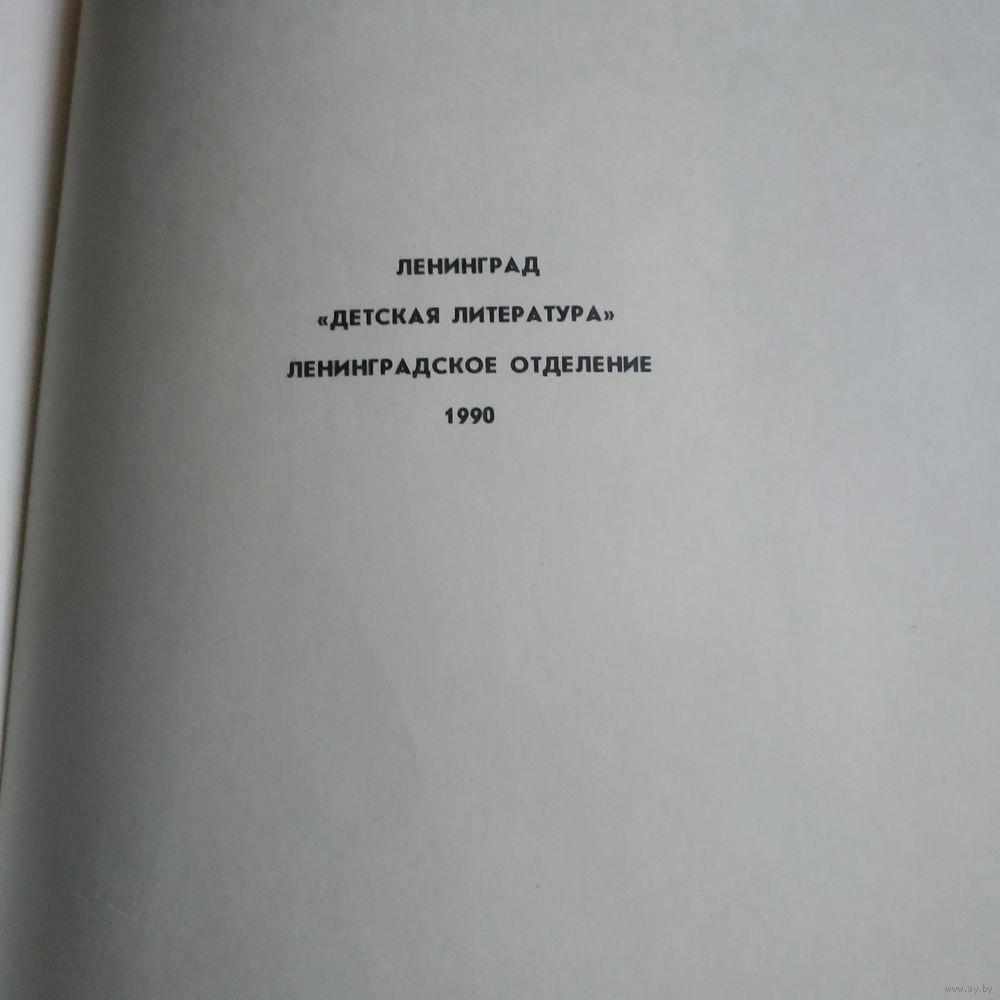 ЛЕНИНГРАД
«ДЕТСКАЯ ЛИТЕРАТУРА»
ЛЕНИНГРАДСКОЕ ОТДЕЛЕНИЕ
1990
www.ay.by